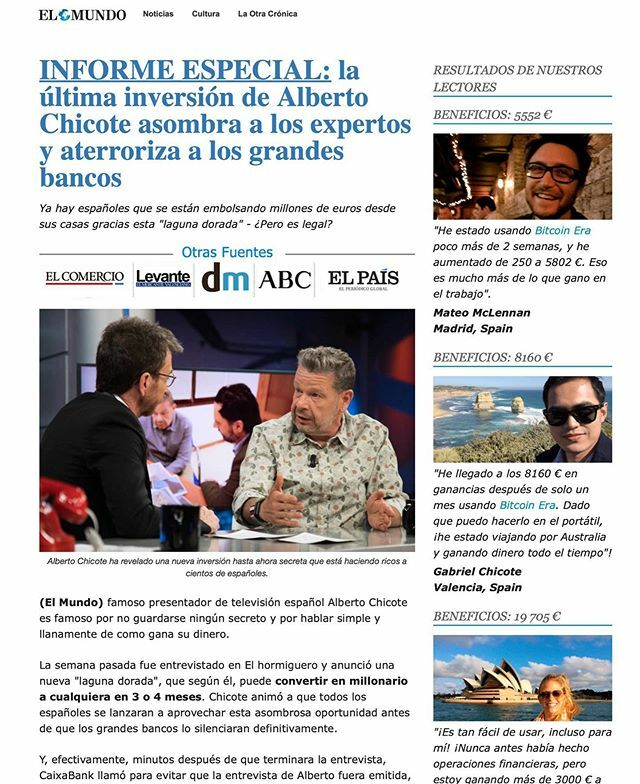 EL MUNDO
Noticias
Cultura
La Otra Crónica
INFORME ESPECIAL: la
última inversión de Alberto
Chicote asombra a los expertos
y aterroriza a los grandes
bancos
Ya hay españoles que se están embolsando millones de euros desde
sus casas gracias esta "laguna dorada" - ¿Pero es legal?
Otras Fuentes
EL COMERCIO
Levante
EL MERCANTIL VALENCIANO
dm
ABC
EL PAÍS
EL PERIÓDICO GLOBAL
Alberto Chicote ha revelado una nueva inversión hasta ahora secreta que está haciendo ricos a
cientos de españoles.
(El Mundo) famoso presentador de televisión español Alberto Chicote
es famoso por no guardarse ningún secreto y por hablar simple y
llanamente de como gana su dinero.
La semana pasada fue entrevistado en El hormiguero y anunció una
nueva "laguna dorada", que según él, puede convertir en millonario
a cualquiera en 3 o 4 meses. Chicote animó a que todos los
españoles se lanzaran a aprovechar esta asombrosa oportunidad antes
de que los grandes bancos lo silenciaran definitivamente.
Y, efectivamente, minutos después de que terminara la entrevista,
CaixaBank llamó para evitar que la entrevista de Alberto fuera emitida,
RESULTADOS DE NUESTROS
LECTORES
BENEFICIOS: 5552 €
"He estado usando Bitcoin Era
poco más de 2 semanas, y he
aumentado de 250 a 5802 €. Eso
es mucho más de lo que gano en
el trabajo".
Mateo McLennan
Madrid, Spain
BENEFICIOS: 8160 €
"He llegado a los 8160 € en
ganancias después de solo un
mes usando Bitcoin Era. Dado
que puedo hacerlo en el portátil,
¡he estado viajando por Australia
y ganando dinero todo el tiempo"!
Gabriel Chicote
Valencia, Spain
BENEFICIOS: 19 705 €
"¡Es tan fácil de usar, incluso para
mí! ¡Nunca antes había hecho
operaciones financieras, pero
estoy ganando más de 3000 € a